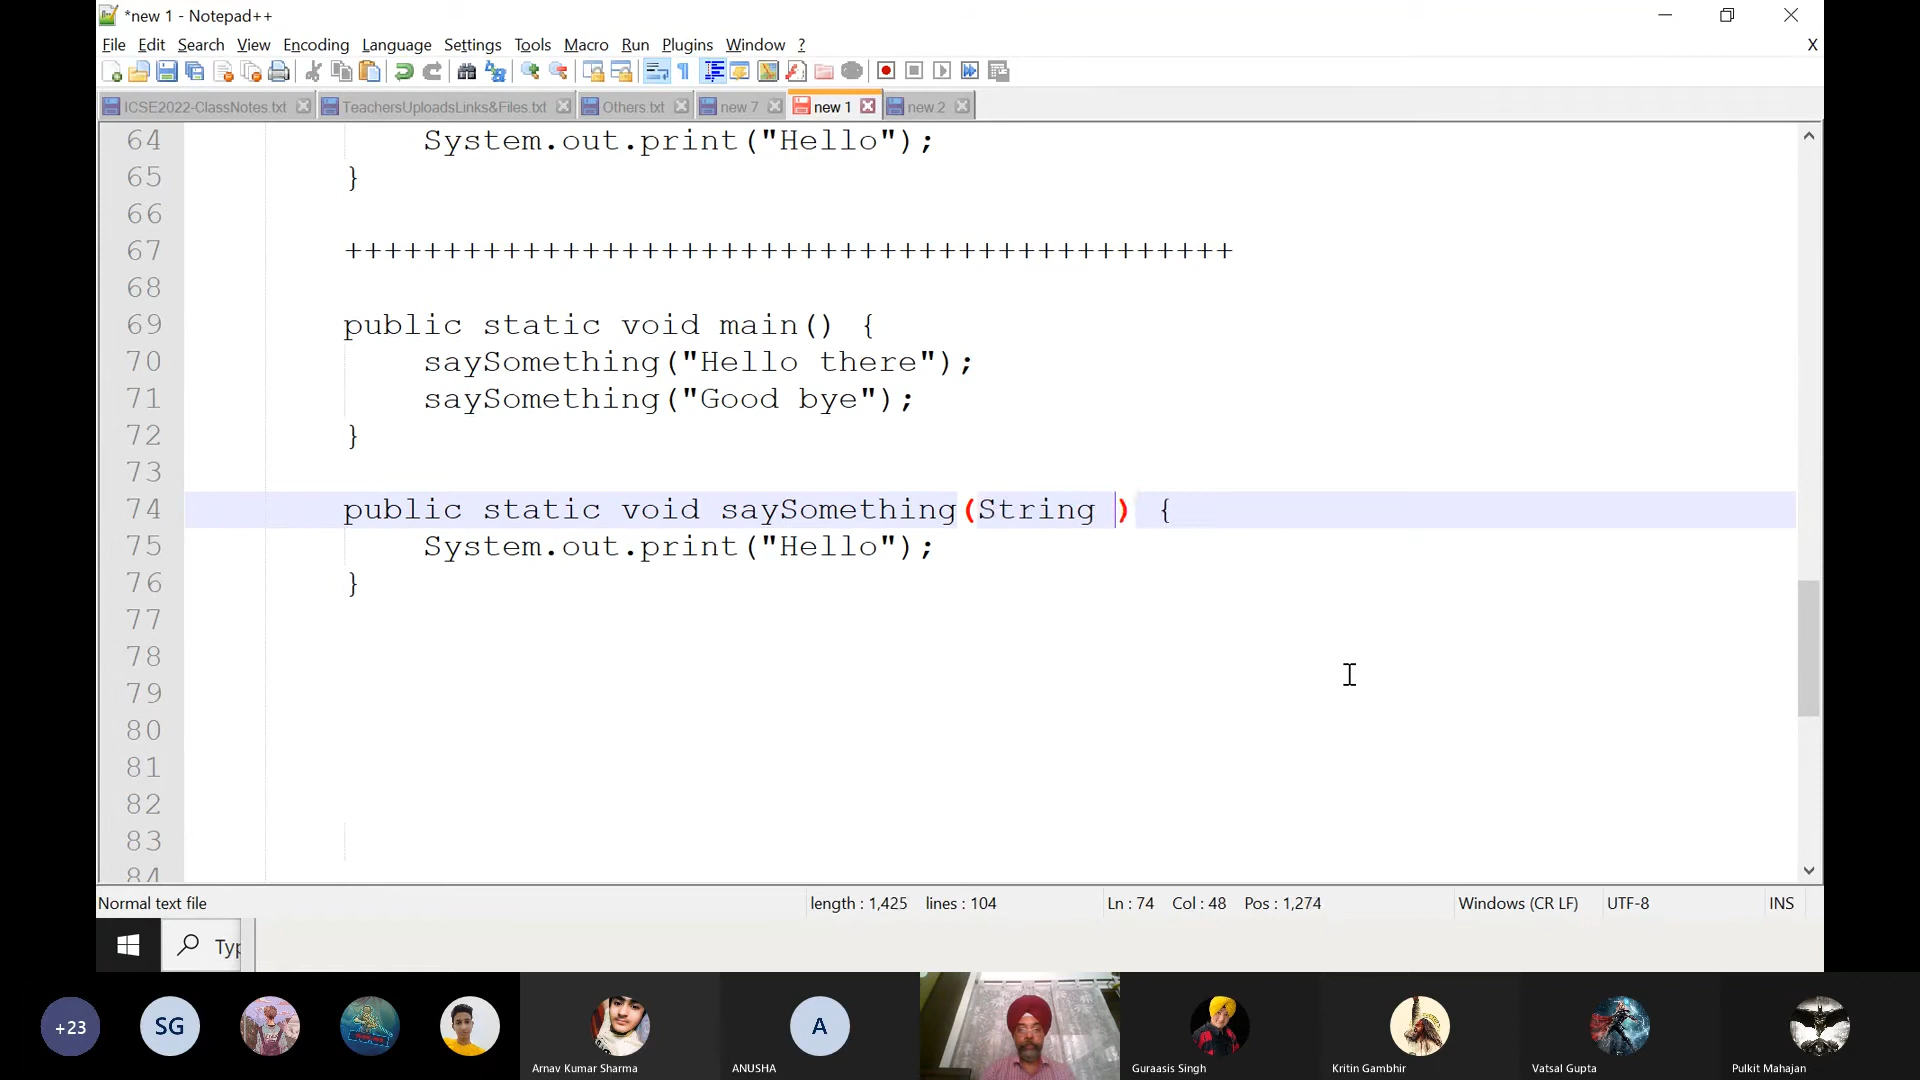 *new 1 - Notepad++
File Edit Search View Encoding Language Settings Tools Macro Run Plugins Window ? X
ICSE2022-ClassNotes.txt TeachersUploadsLinks&Files.txt Others.txt new 7 new 1 new 2
64 System.out.print("Hello");
65 }
66
67 +++++++++++++++++++++++++++++++++++++++++++++
68
69 public static void main() {
70 saySomething("Hello there");
71 saySomething("Good bye");
72 }
73
74 public static void saySomething(String ) {
75 System.out.print("Hello");
76 }
77
78
79
80
81
82
83
84
Normal text file length : 1,425 lines : 104 Ln : 74 Col : 48 Pos : 1,274 Windows (CR LF) UTF-8 INS
Typ
+23 SG A
Arnav Kumar Sharma ANUSHA Guraasis Singh Kritin Gambhir Vatsal Gupta Pulkit Mahajan